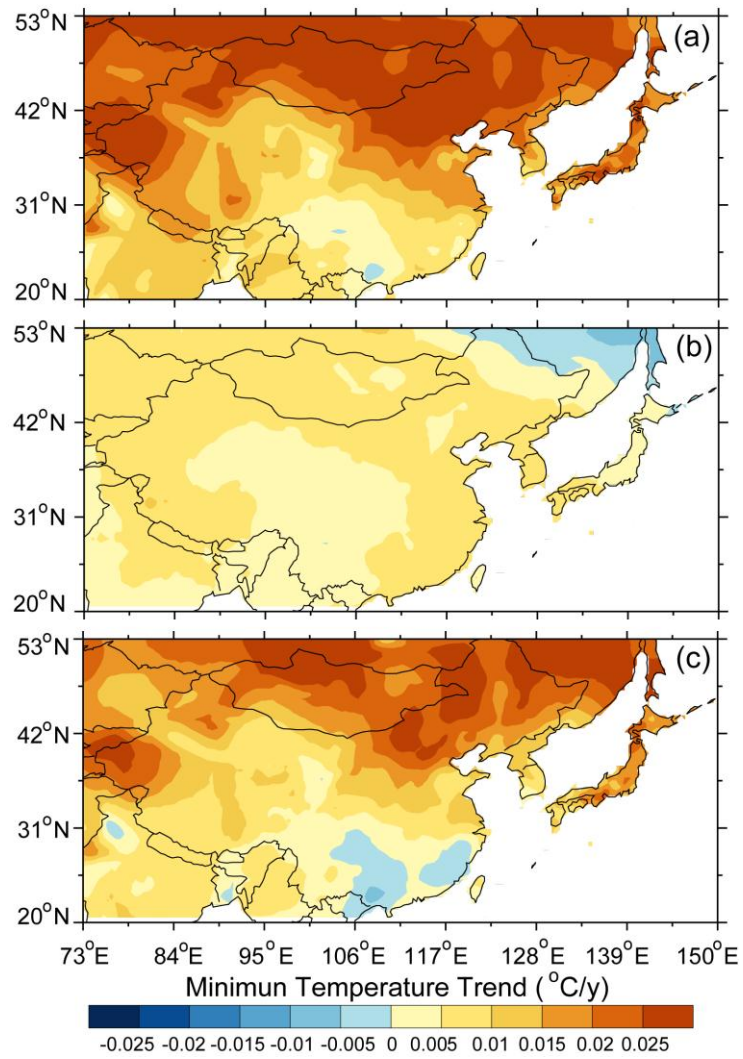 53°N
(a)
42°N
31°N
20°N
53°N
(b)
42°N
31°N
20°N
53°N
(c)
42°N
31°N
20°N
73°E 84°E 95°E 106°E 117°E 128°E 139°E 150°E
Minimun Temperature Trend (°C/y)
-0.025 -0.02 -0.015 -0.01 -0.005 0 0.005 0.01 0.015 0.02 0.025